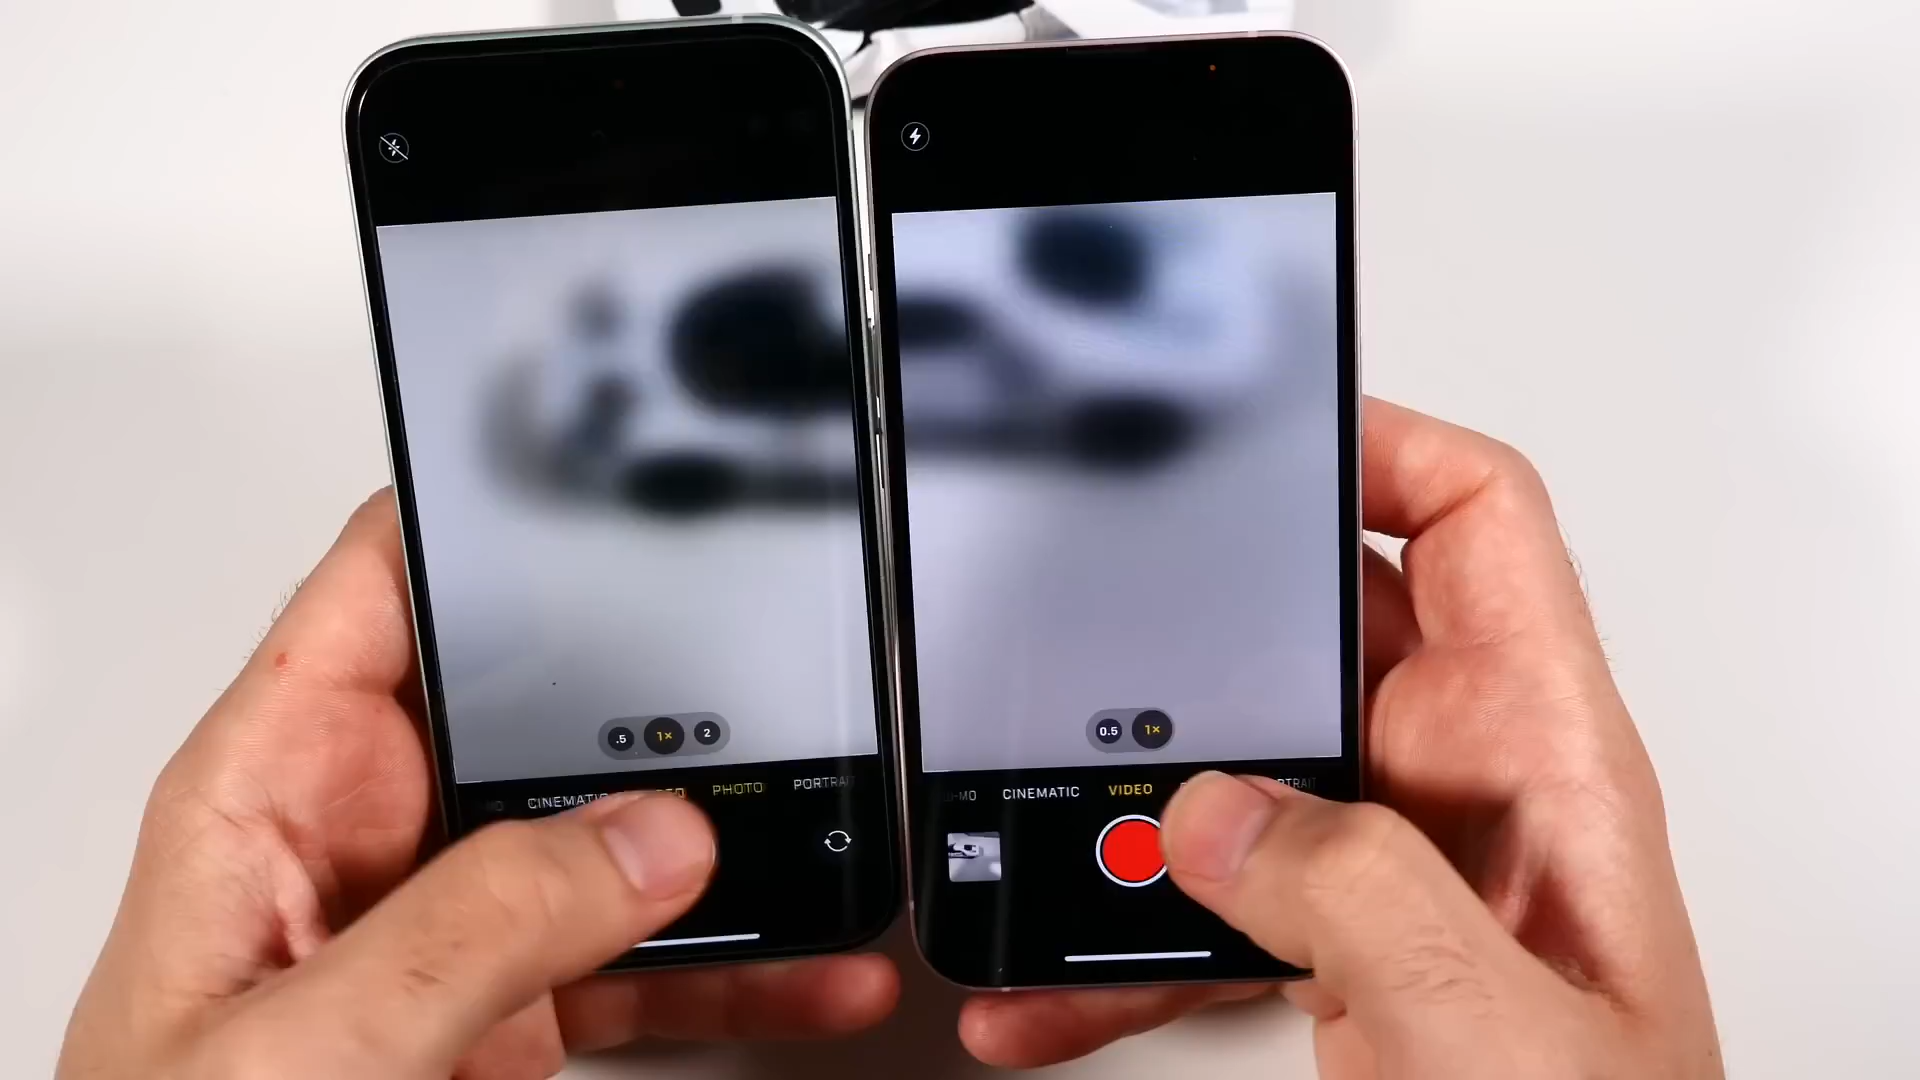 .5 1× 2
CINEMATIC PHOTO
0.5 1×
CINEMATIC VIDEO